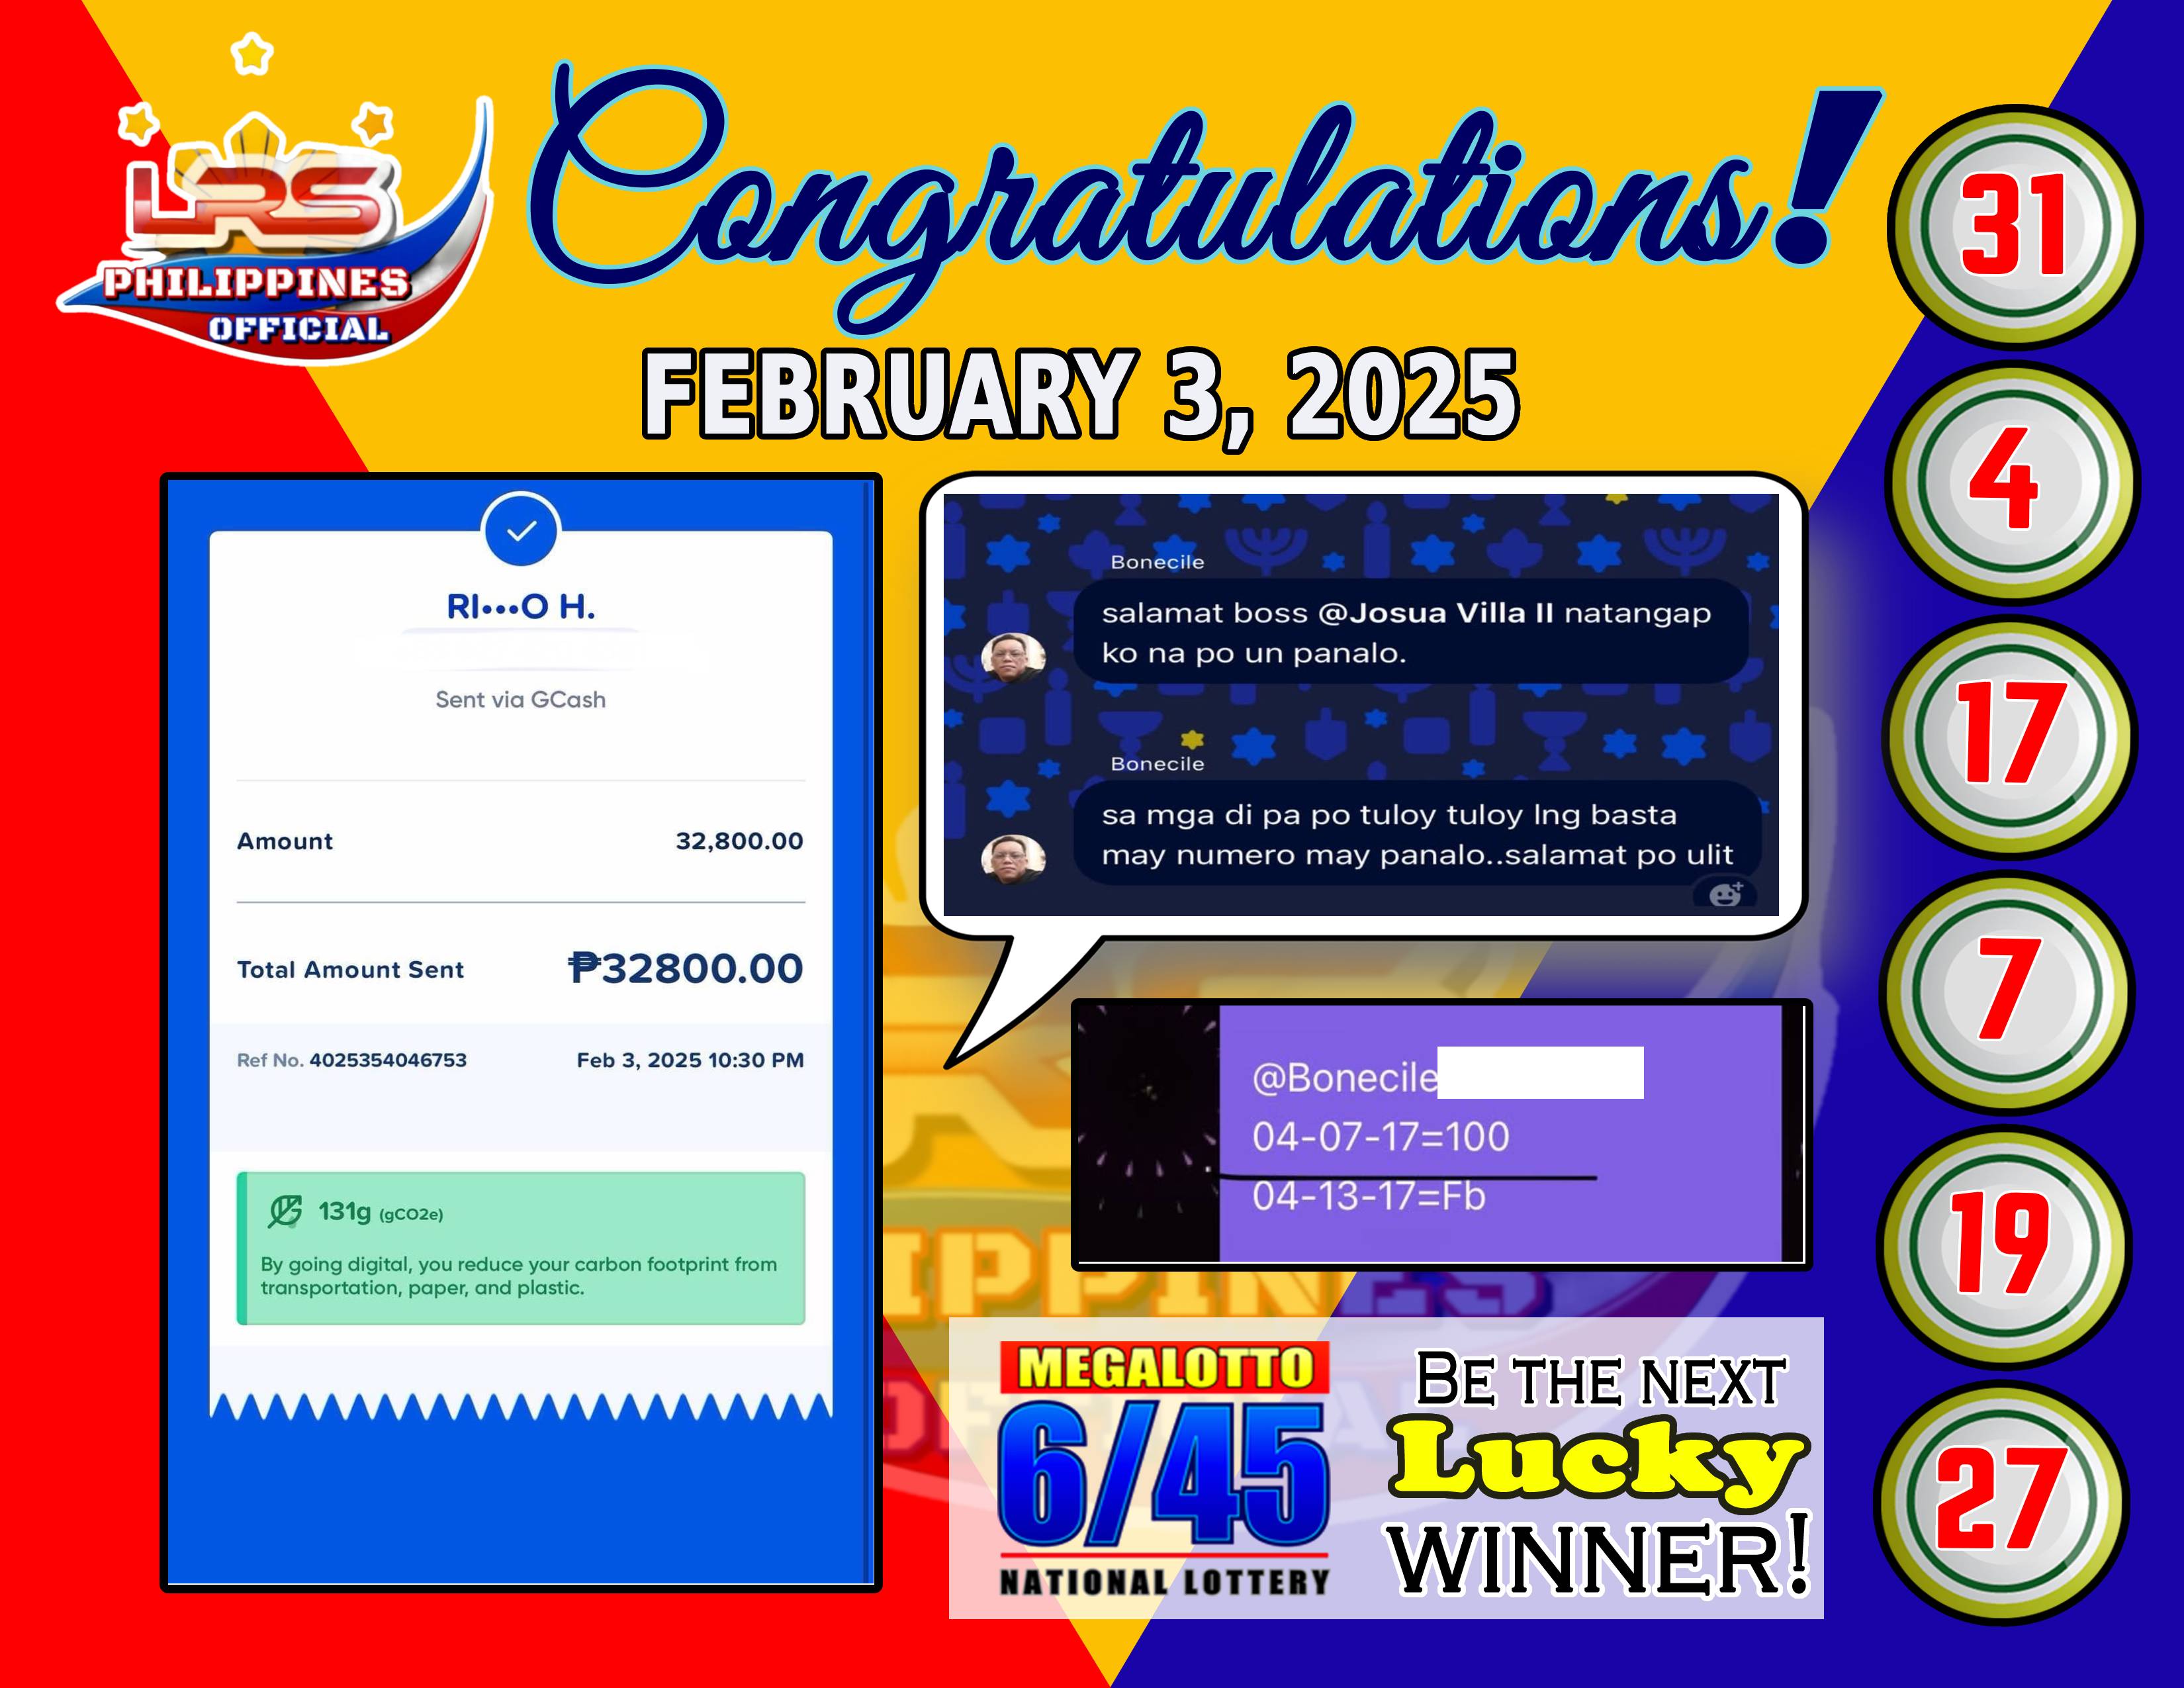 LRS
PHILIPPINES
OFFICIAL
Congratulations!
FEBRUARY 3, 2025
RI•••O H.
Sent via GCash
Amount 32,800.00
Total Amount Sent ₱32800.00
Ref No. 4025354046753 Feb 3, 2025 10:30 PM
131g (gCO2e)
By going digital, you reduce your carbon footprint from
transportation, paper, and plastic.
Bonecile
salamat boss @Josua Villa II natangap
ko na po un panalo.
Bonecile
sa mga di pa po tuloy tuloy lng basta
may numero may panalo..salamat po ulit
@Bonecile
04-07-17=100
04-13-17=Fb
MEGALOTTO
6/45
NATIONAL LOTTERY
BE THE NEXT
Lucky
WINNER!
31
4
17
7
19
27